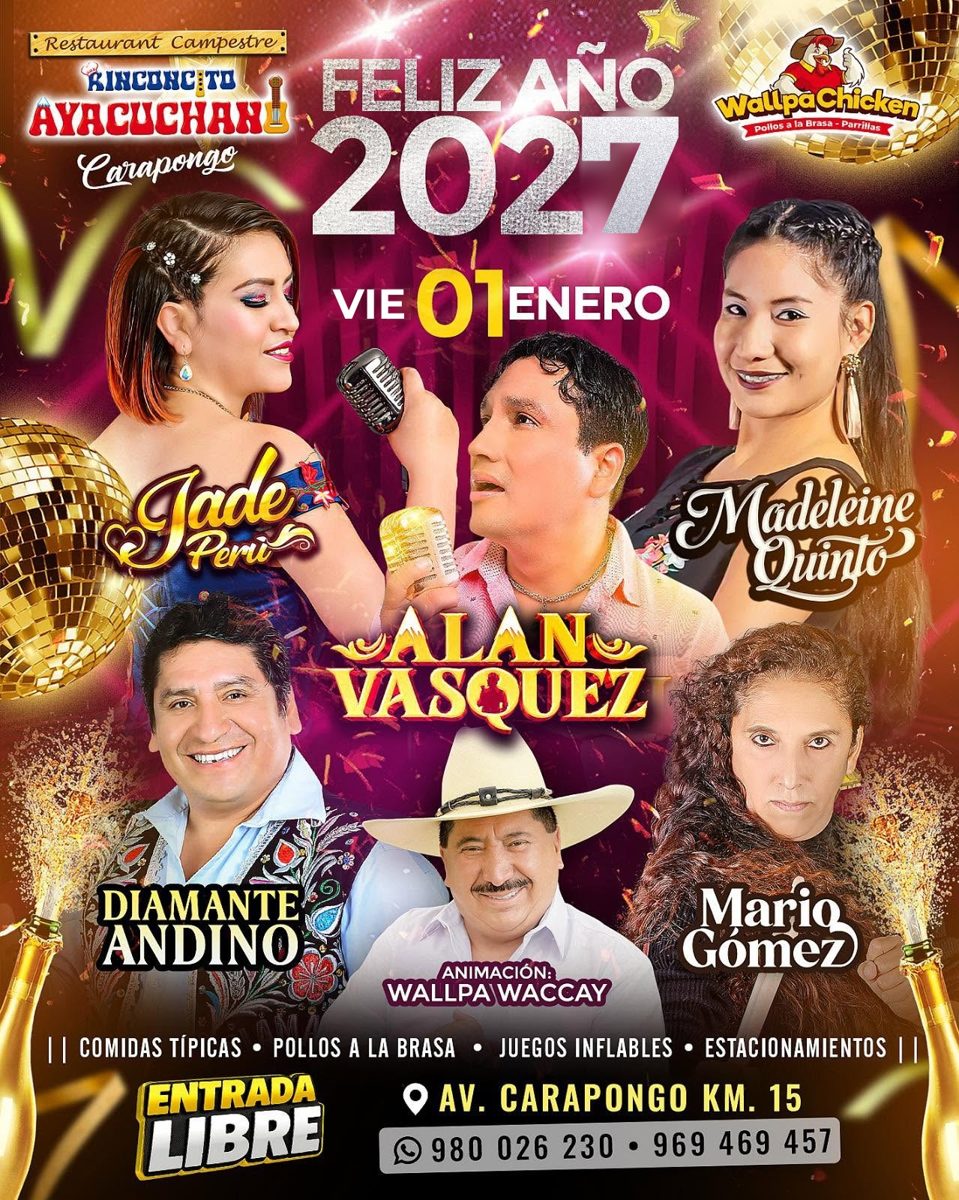 Restaurant Campestre
RINCONCITO
AYACUCHANO
Carapongo
FELIZ AÑO
2027
WallpaChicken
Pollos a la Brasa - Parrillas
VIE 01 ENERO
Jade
Perú
Madeleine
Quinto
ALAN
VASQUEZ
DIAMANTE
ANDINO
ANIMACIÓN:
WALLPA WACCAY
Mario
Gómez
|| COMIDAS TÍPICAS • POLLOS A LA BRASA • JUEGOS INFLABLES • ESTACIONAMIENTOS ||
ENTRADA
LIBRE
AV. CARAPONGO KM. 15
980 026 230 • 969 469 457